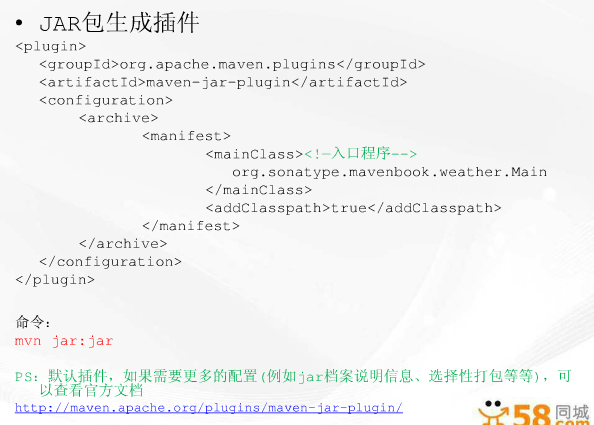 • JAR包生成插件
<plugin>
<groupId>org.apache.maven.plugins</groupId>
<artifactId>maven-jar-plugin</artifactId>
<configuration>
<archive>
<manifest>
<mainClass><!—入口程序-->
org.sonatype.mavenbook.weather.Main
</mainClass>
<addClasspath>true</addClasspath>
</manifest>
</archive>
</configuration>
</plugin>
命令:
mvn jar:jar
PS: 默认插件, 如果需要更多的配置(例如jar档案说明信息、选择性打包等等), 可
以查看官方文档
http://maven.apache.org/plugins/maven-jar-plugin/
58同城
.com